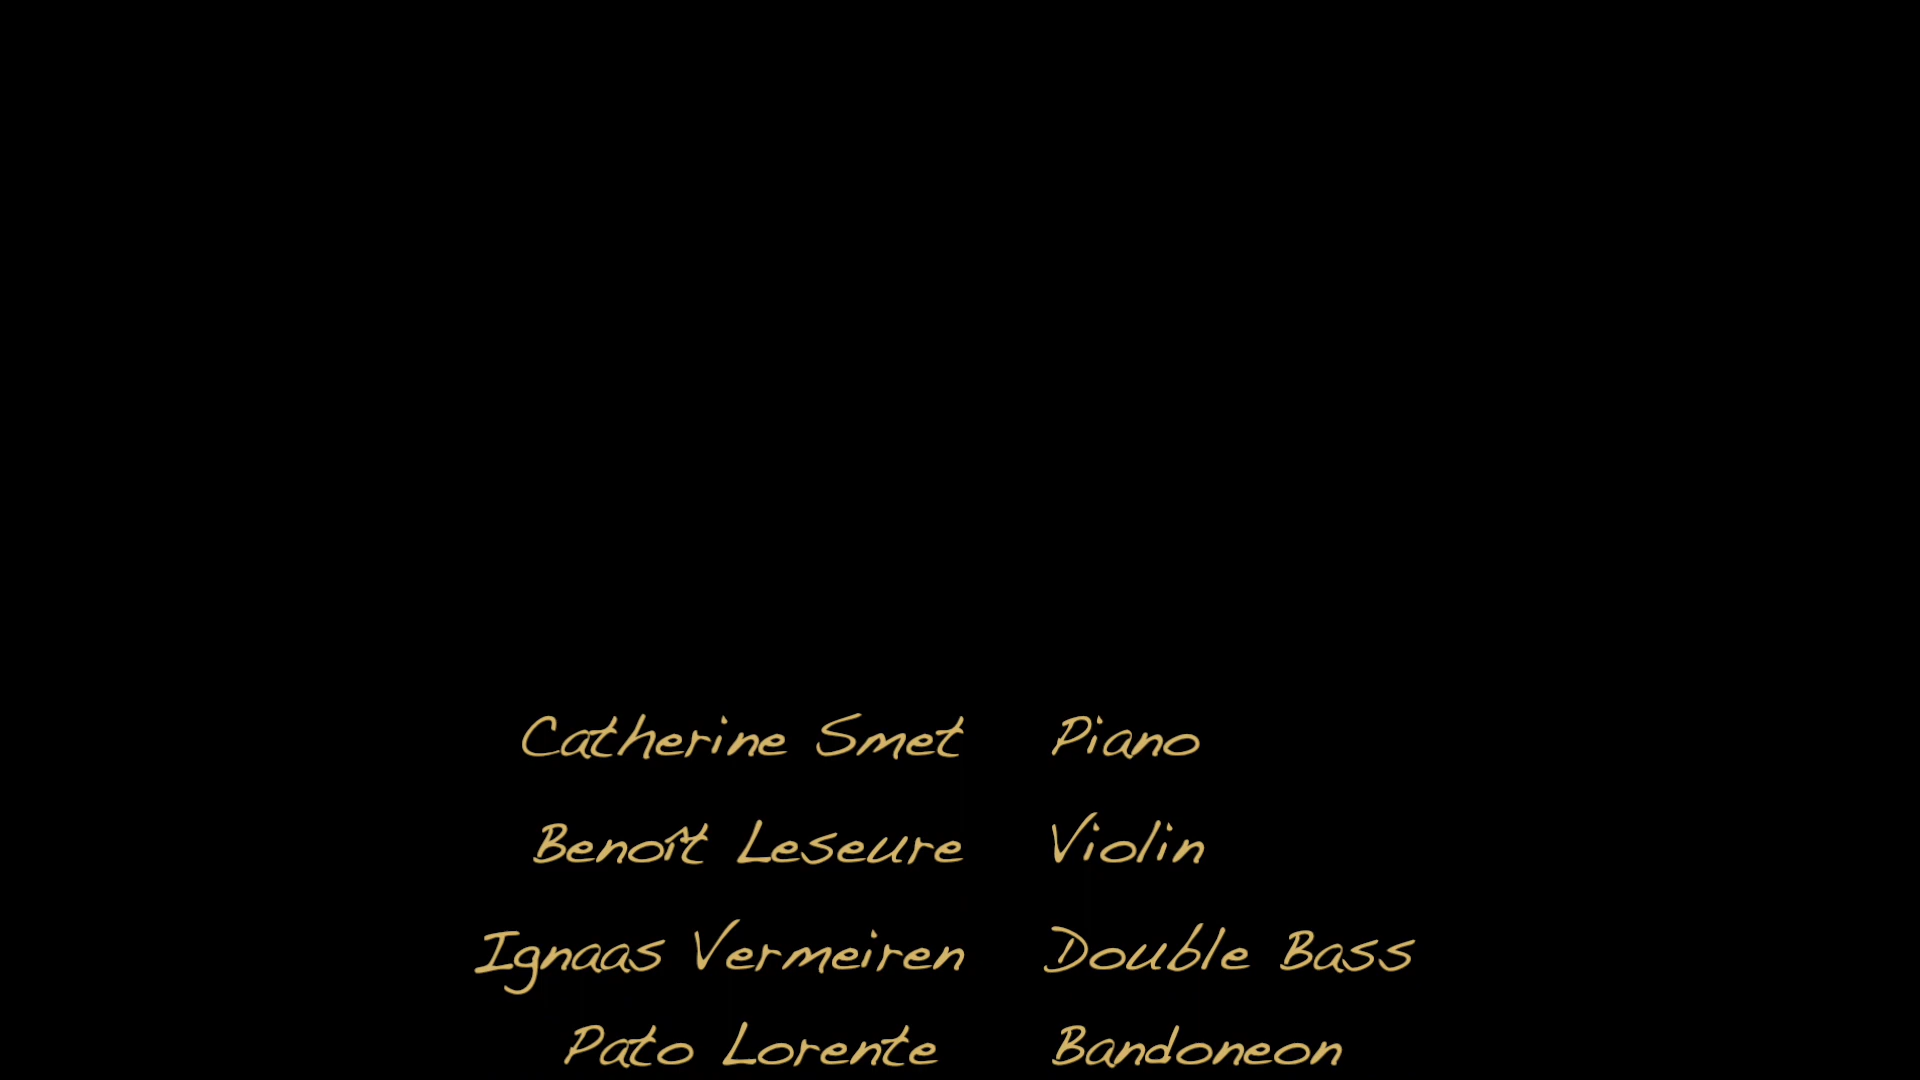 Catherine Smet Piano
Benoît Leseure Violin
Ignaas Vermeiren Double Bass
Pato Lorente Bandoneon